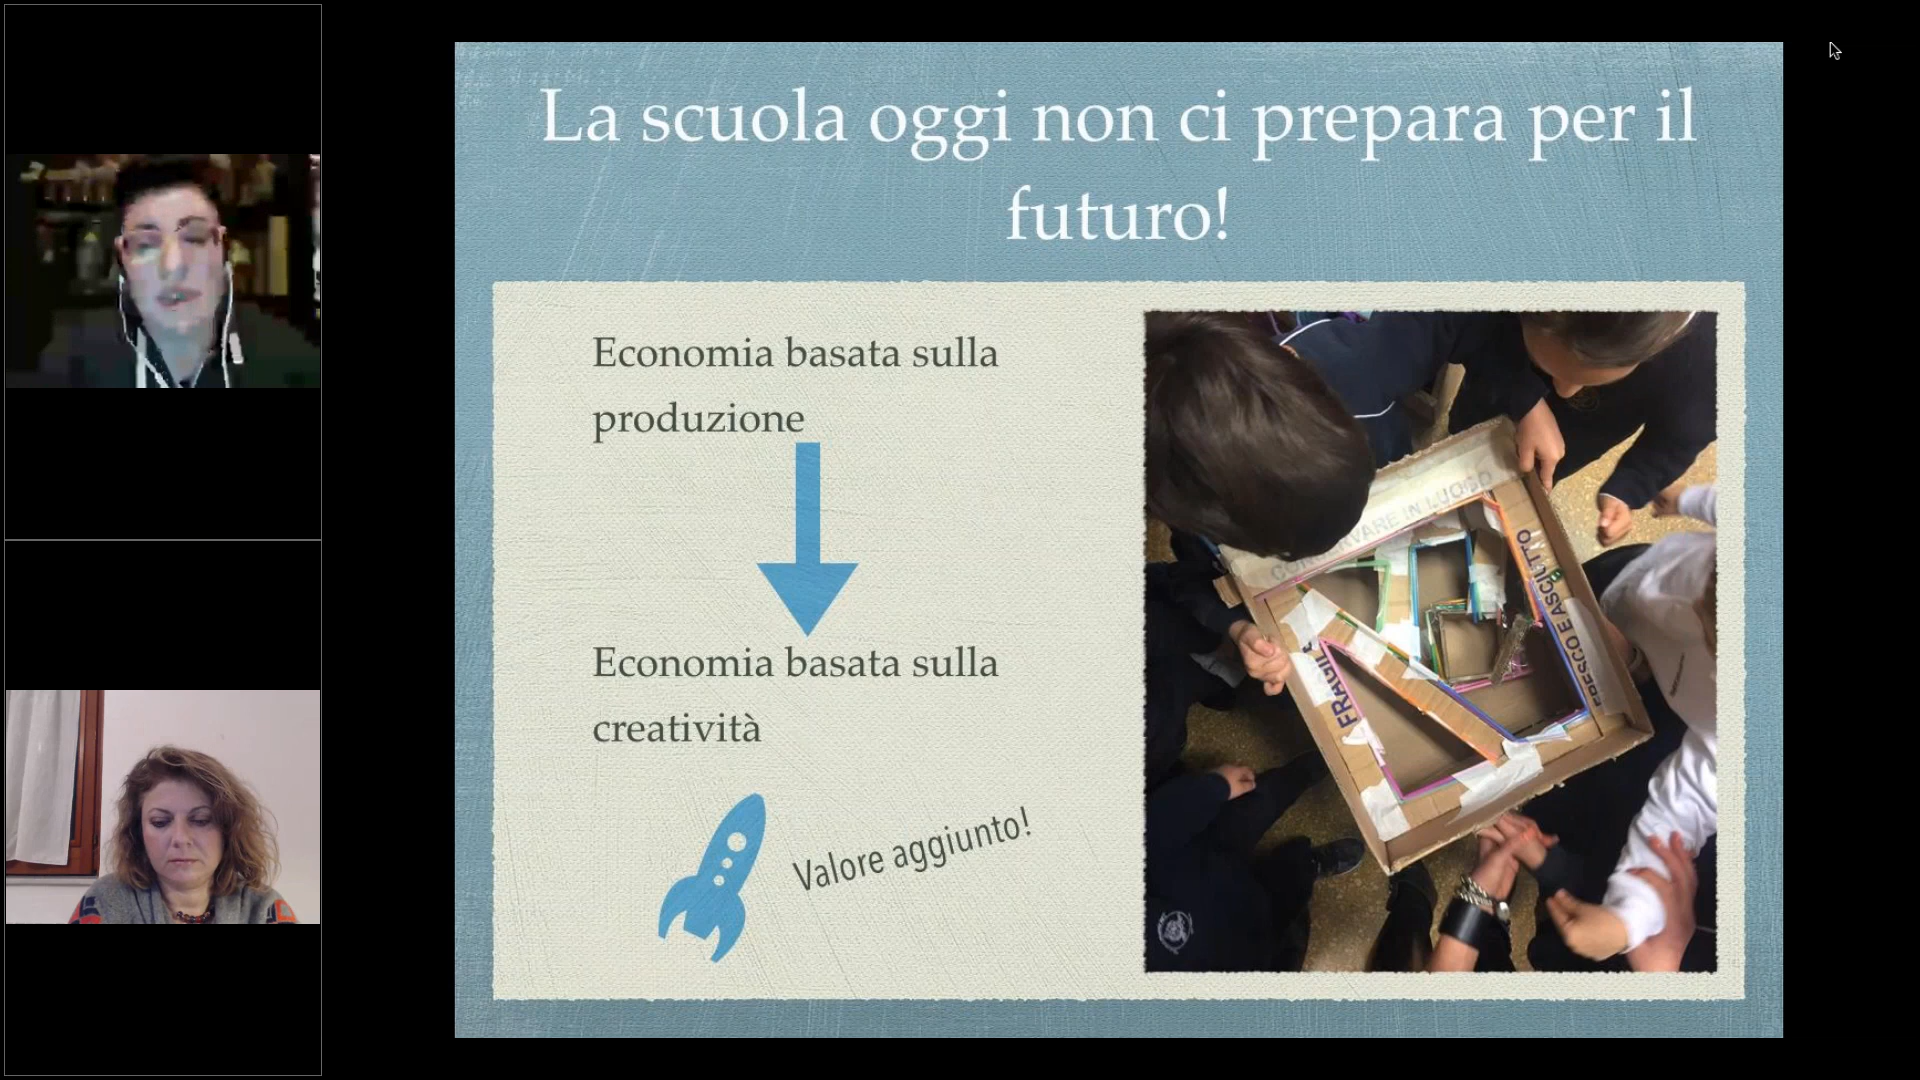 La scuola oggi non ci prepara per il
futuro!
Economia basata sulla
produzione
Economia basata sulla
creatività
Valore aggiunto!
CONSERVARE IN LUOGO
FRESCO E ASCIUTTO
FRAGILE